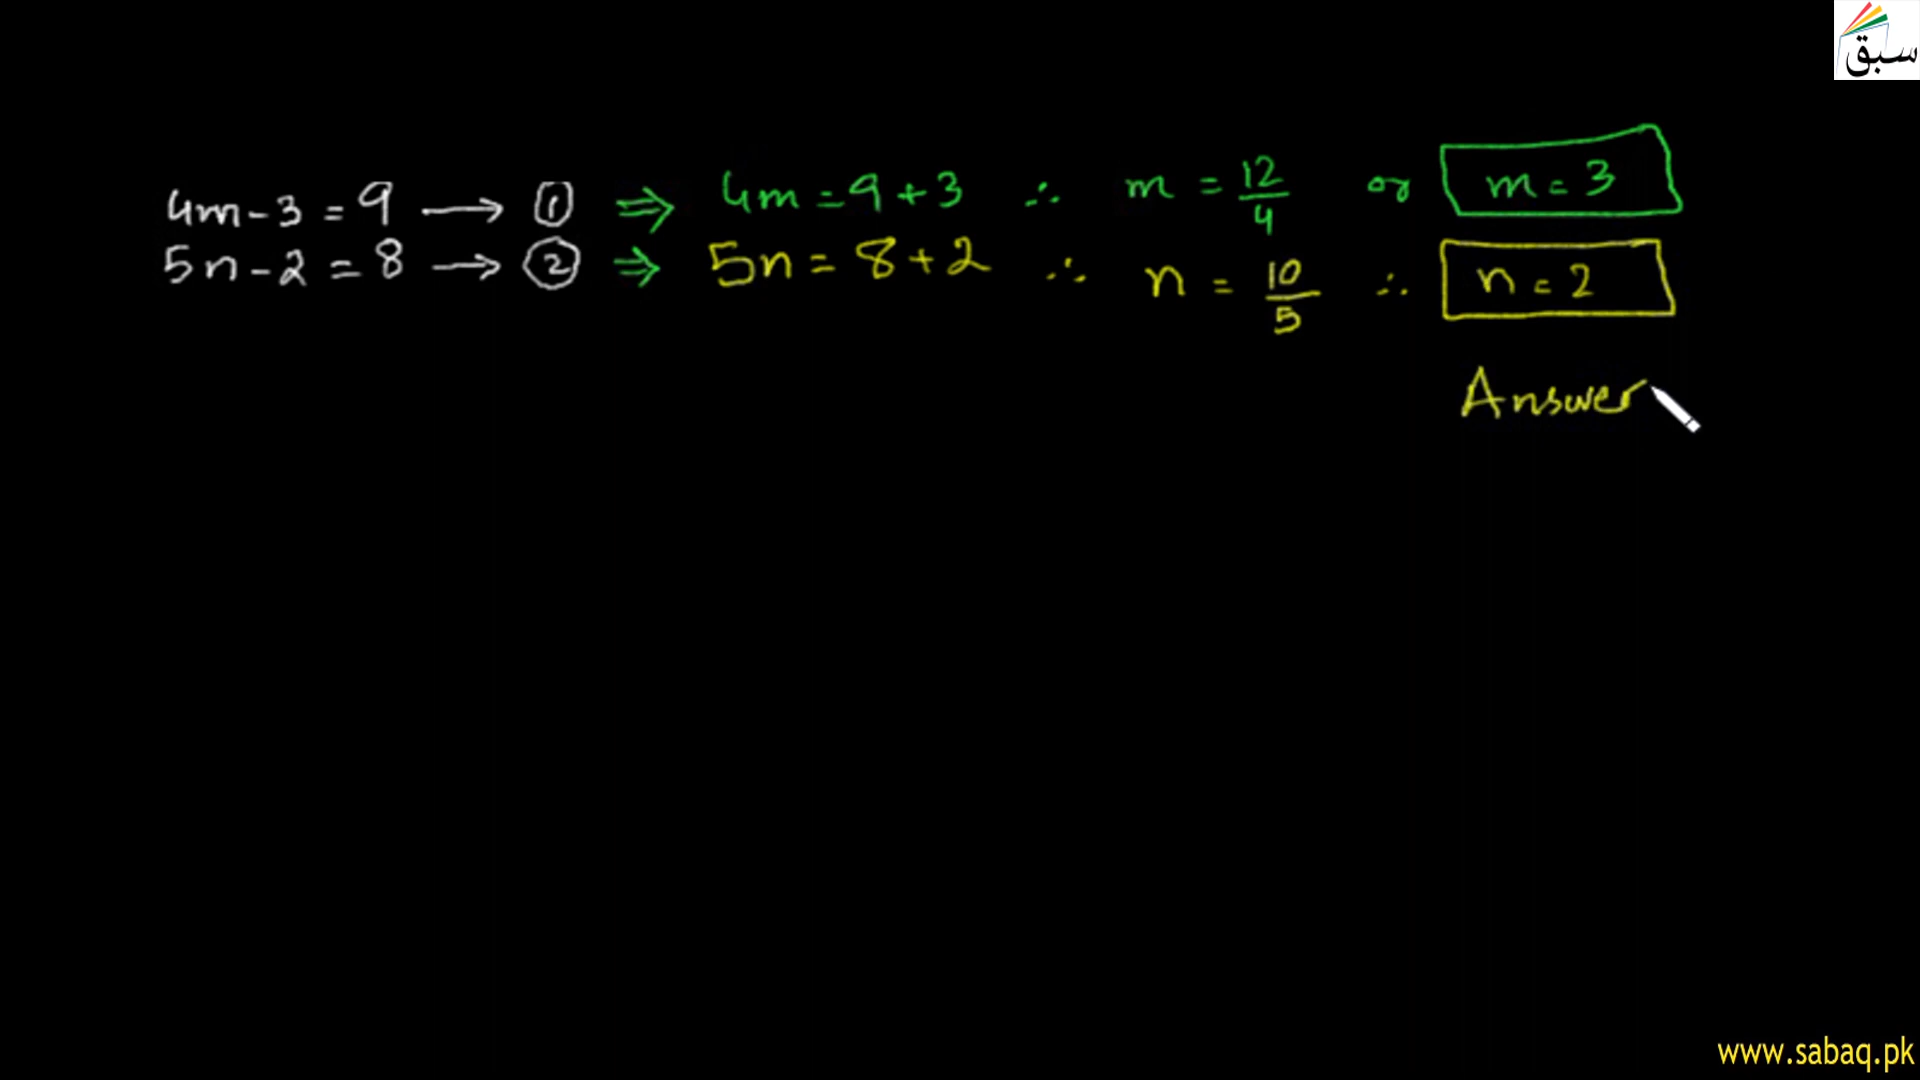 سبق
4m - 3 = 9 → ① ⇒ 4m = 9 + 3 ∴ m = 12/4 or m = 3
5n - 2 = 8 → ② ⇒ 5n = 8 + 2 ∴ n = 10/5 ∴ n = 2
Answer
www.sabaq.pk